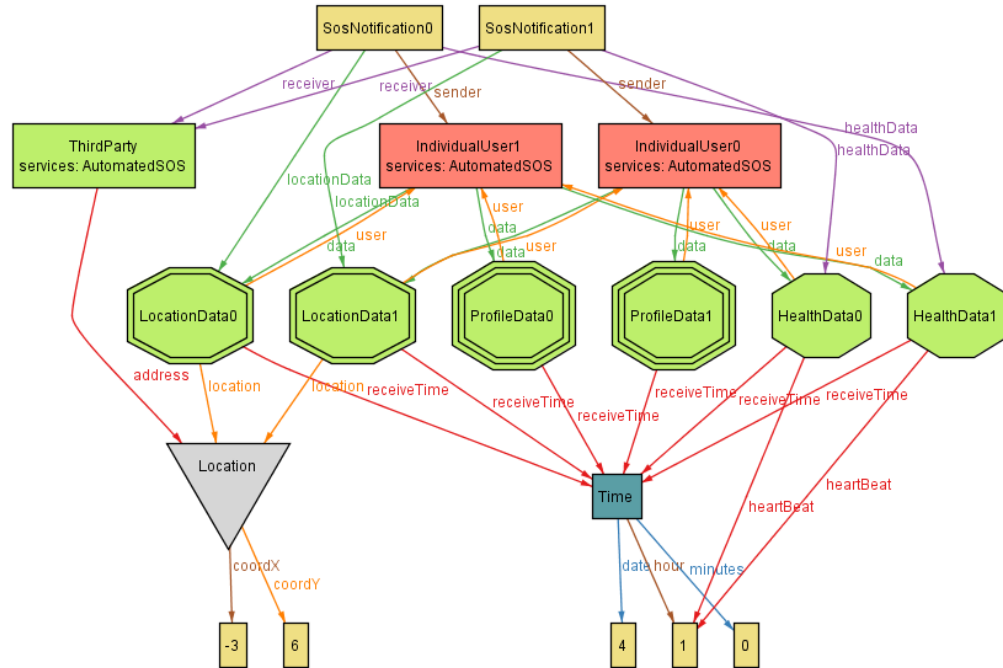 SosNotification0
SosNotification1
receiver
receiver
sender
sender
healthData
healthData
ThirdParty
services: AutomatedSOS
IndividualUser1
services: AutomatedSOS
IndividualUser0
services: AutomatedSOS
locationData
locationData
user
data
user
data
user
data
user
data
user
data
user
data
LocationData0
LocationData1
ProfileData0
ProfileData1
HealthData0
HealthData1
address
location
location
receiveTime
receiveTime
receiveTime
receiveTime
receiveTime
receiveTime
Location
Time
heartBeat
heartBeat
coordX
coordY
date
hour
minutes
-3
6
4
1
0